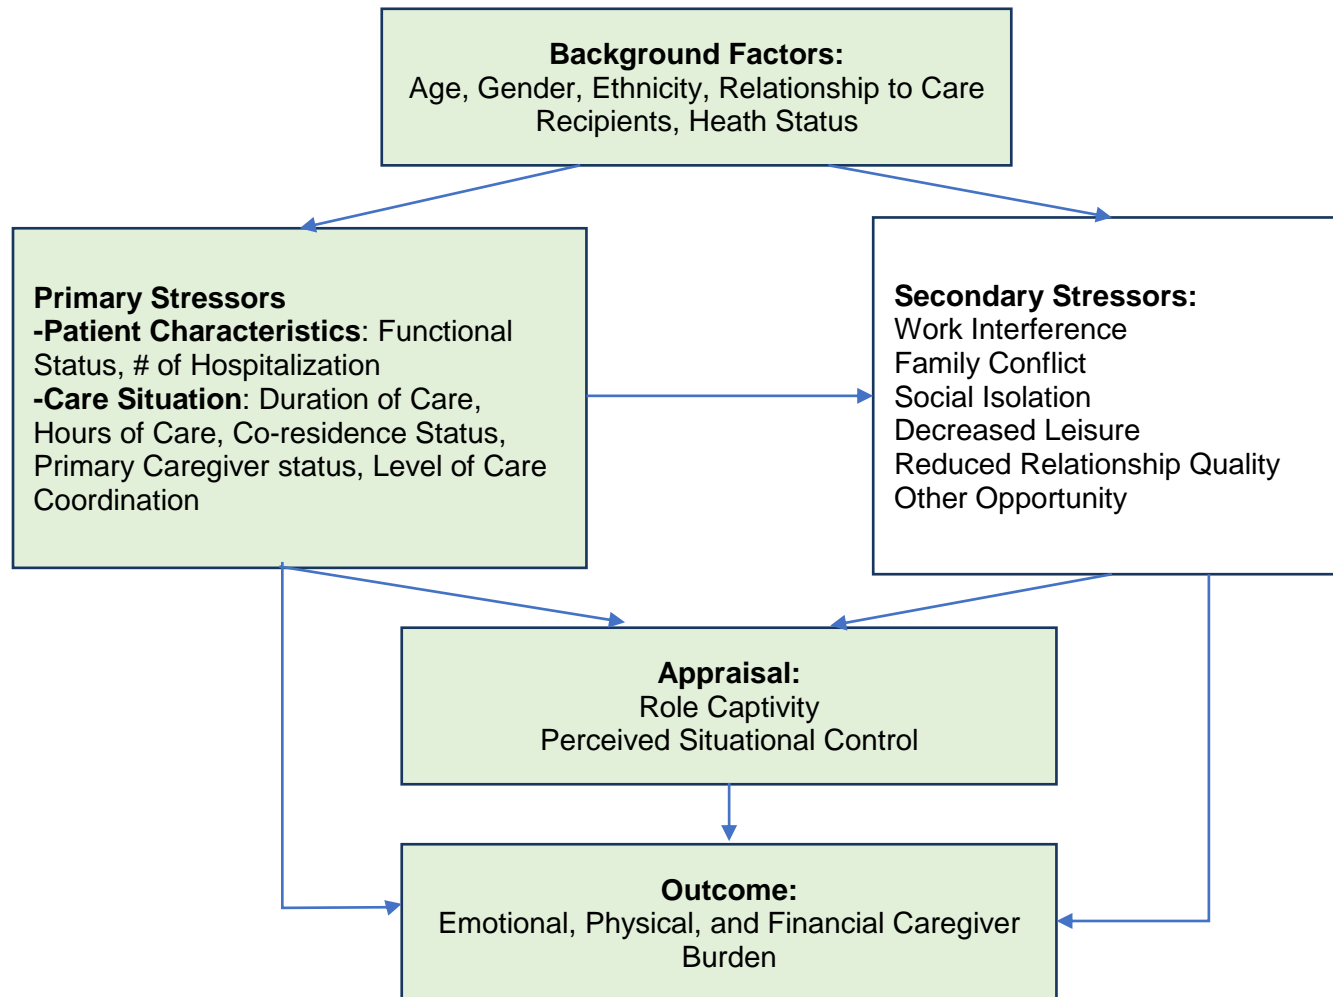 Background Factors:
Age, Gender, Ethnicity, Relationship to Care
Recipients, Heath Status
Primary Stressors
-Patient Characteristics: Functional
Status, # of Hospitalization
-Care Situation: Duration of Care,
Hours of Care, Co-residence Status,
Primary Caregiver status, Level of Care
Coordination
Secondary Stressors:
Work Interference
Family Conflict
Social Isolation
Decreased Leisure
Reduced Relationship Quality
Other Opportunity
Appraisal:
Role Captivity
Perceived Situational Control
Outcome:
Emotional, Physical, and Financial Caregiver
Burden